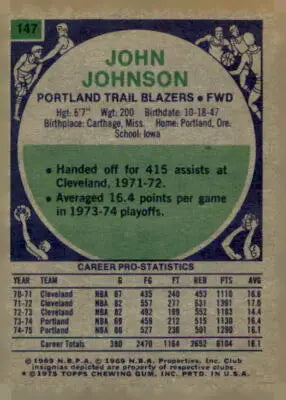 147
JOHN
JOHNSON
PORTLAND TRAIL BLAZERS • FWD
Hgt: 6'7" Wgt: 200 Birthdate: 10-18-47
Birthplace: Carthage, Miss. Home: Portland, Ore.
School: Iowa
• Handed off for 415 assists at
Cleveland, 1971-72.
• Averaged 16.4 points per game
in 1973-74 playoffs.
CAREER PRO-STATISTICS
YEAR G FG FT REB PTS AVG
70-71 Cleveland NBA 67 435 240 453 1110 16.6
71-72 Cleveland NBA 82 557 277 631 1391 17.0
72-73 Cleveland NBA 82 492 199 552 1183 14.4
73-74 Portland NBA 69 459 212 515 1130 16.4
74-75 Portland NBA 80 527 236 501 1290 16.1
380 2470 1164 2652 6104 16.1
© 1969 N.B.P.A. © 1969 N.B.A. Properties, Inc. Club
insignias depicted are property of respective clubs.
* © 1975 TOPPS CHEWING GUM, INC. PRTD. IN U.S.A.